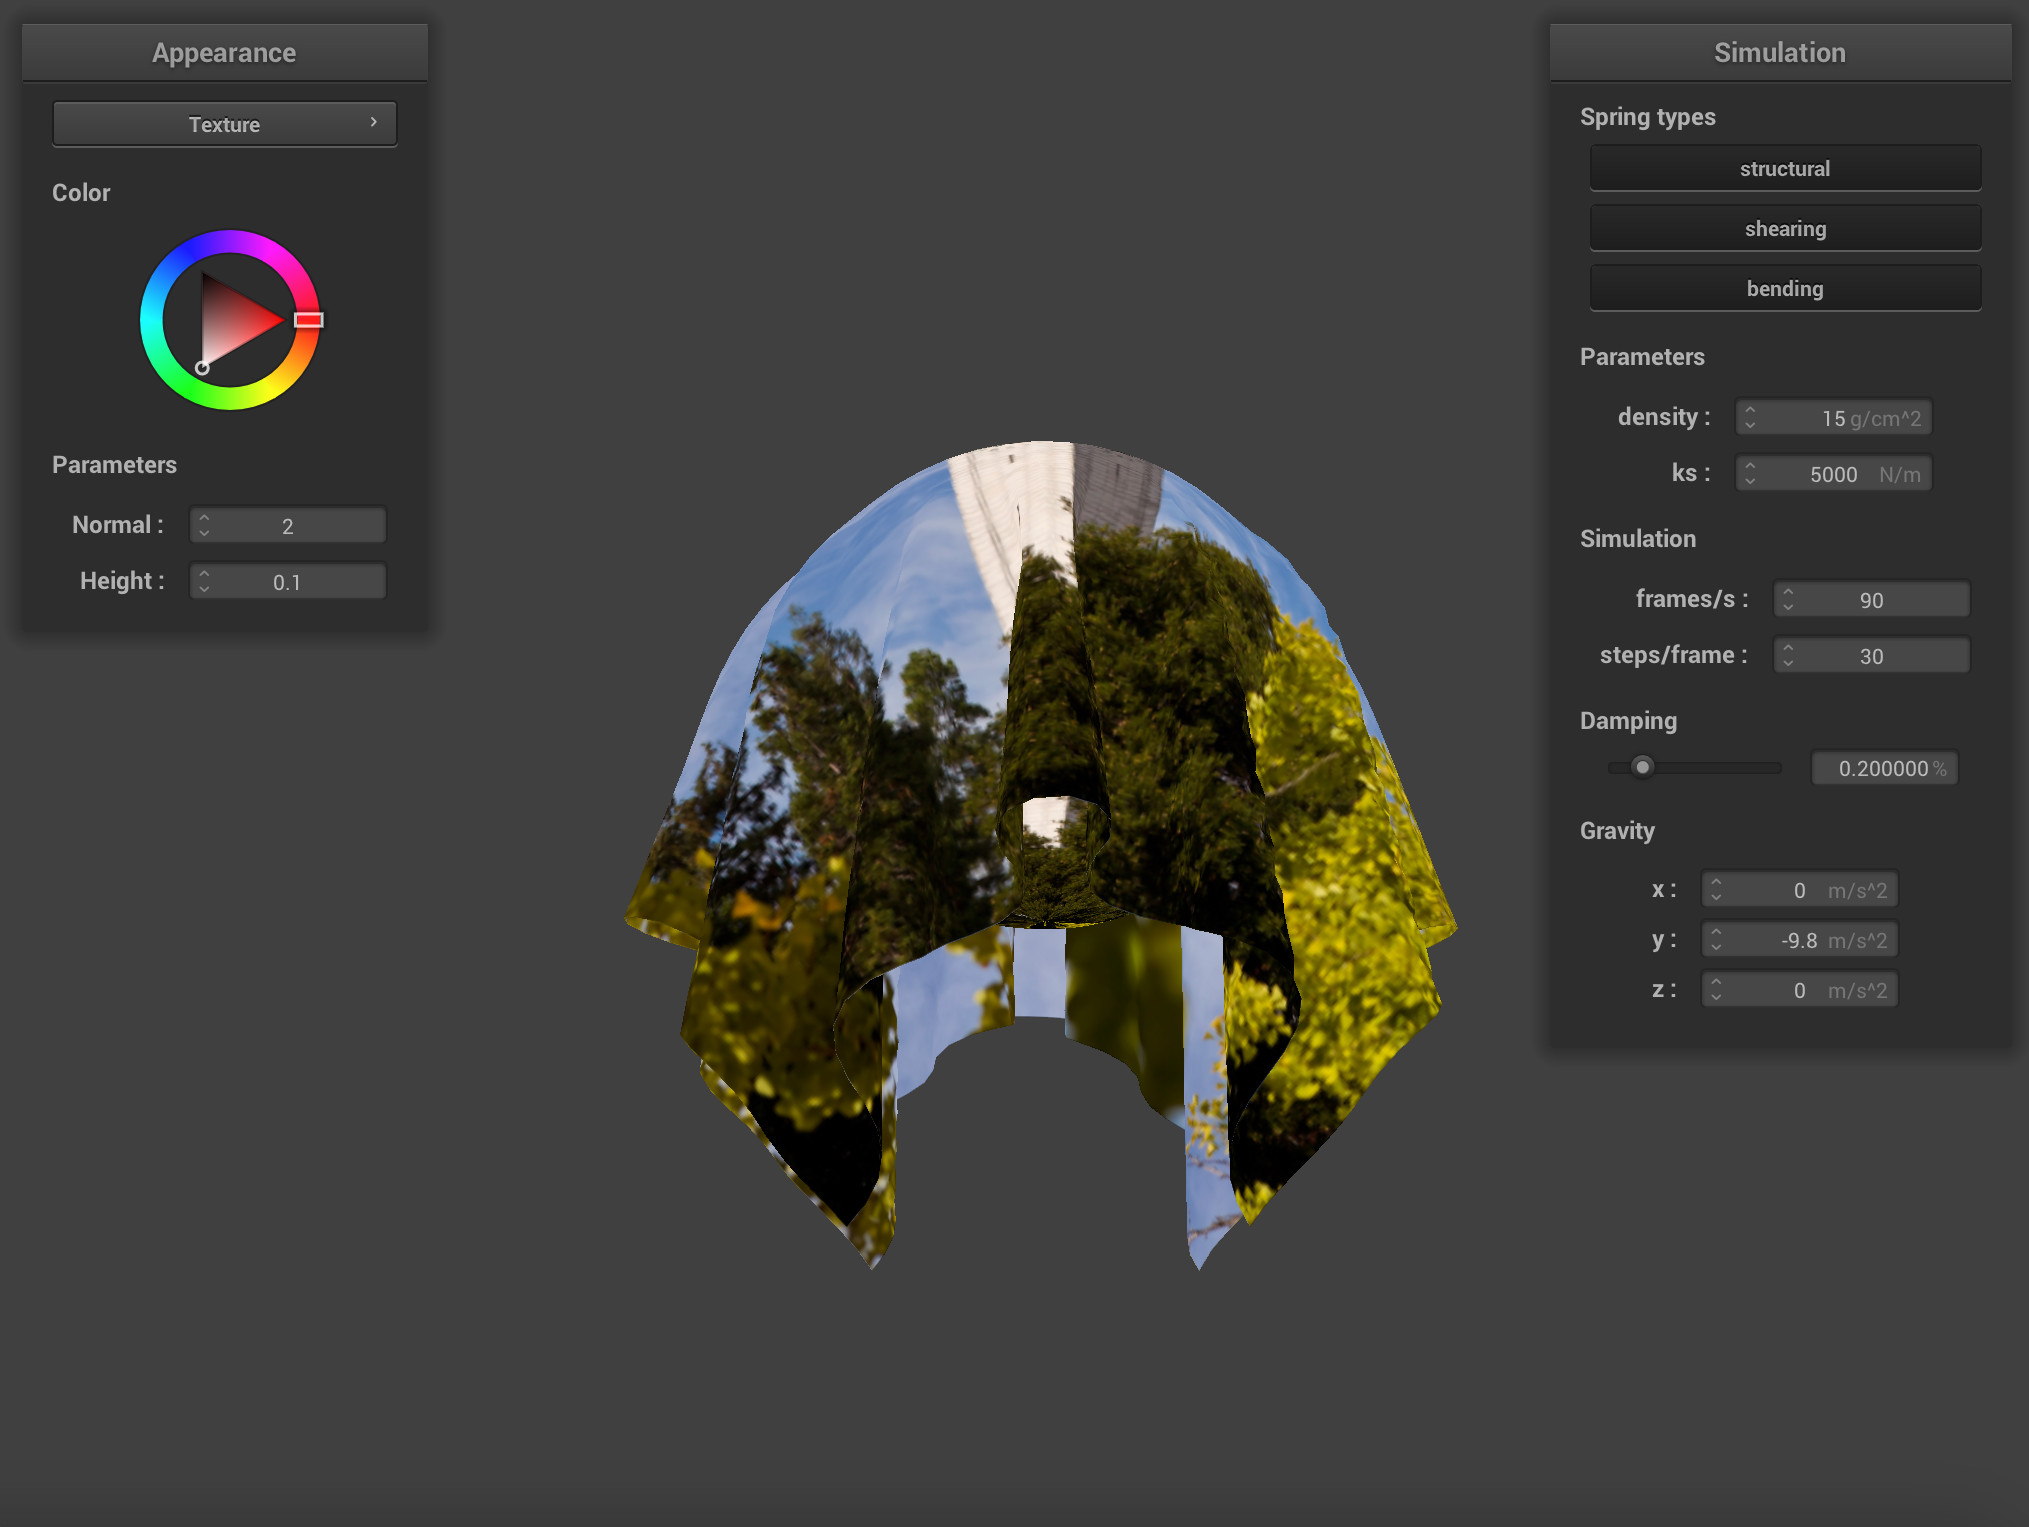 Appearance
Texture
Color
Parameters
Normal : 2
Height : 0.1
Simulation
Spring types
structural
shearing
bending
Parameters
density : 15 g/cm^2
ks : 5000 N/m
Simulation
frames/s : 90
steps/frame : 30
Damping
0.200000 %
Gravity
x : 0 m/s^2
y : -9.8 m/s^2
z : 0 m/s^2